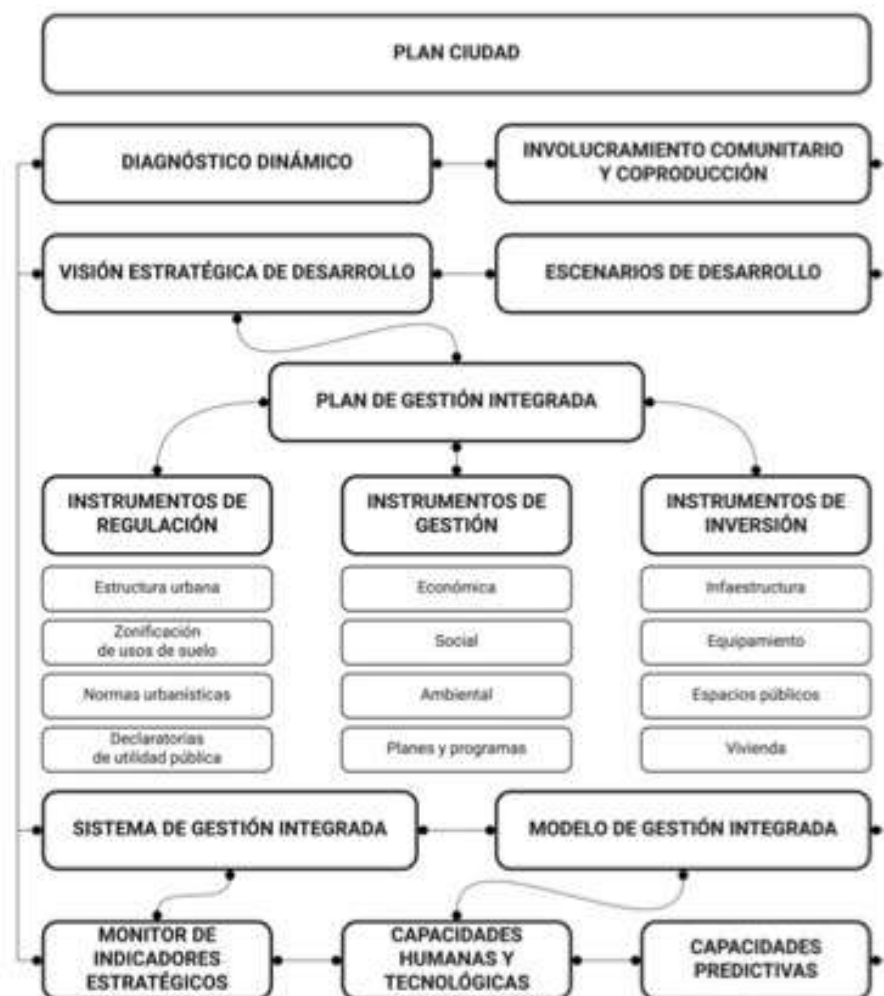 PLAN CIUDAD
DIAGNÓSTICO DINÁMICO
INVOLUCRAMIENTO COMUNITARIO
Y COPRODUCCIÓN
VISIÓN ESTRATÉGICA DE DESARROLLO
ESCENARIOS DE DESARROLLO
PLAN DE GESTIÓN INTEGRADA
INSTRUMENTOS DE
REGULACIÓN
Estructura urbana
Zonificación
de usos de suelo
Normas urbanísticas
Declaratorias
de utilidad pública
INSTRUMENTOS DE
GESTIÓN
Económica
Social
Ambiental
Planes y programas
INSTRUMENTOS DE
INVERSIÓN
Infaestructura
Equipamiento
Espacios públicos
Vivienda
SISTEMA DE GESTIÓN INTEGRADA
MODELO DE GESTIÓN INTEGRADA
MONITOR DE
INDICADORES
ESTRATÉGICOS
CAPACIDADES
HUMANAS Y
TECNOLÓGICAS
CAPACIDADES
PREDICTIVAS